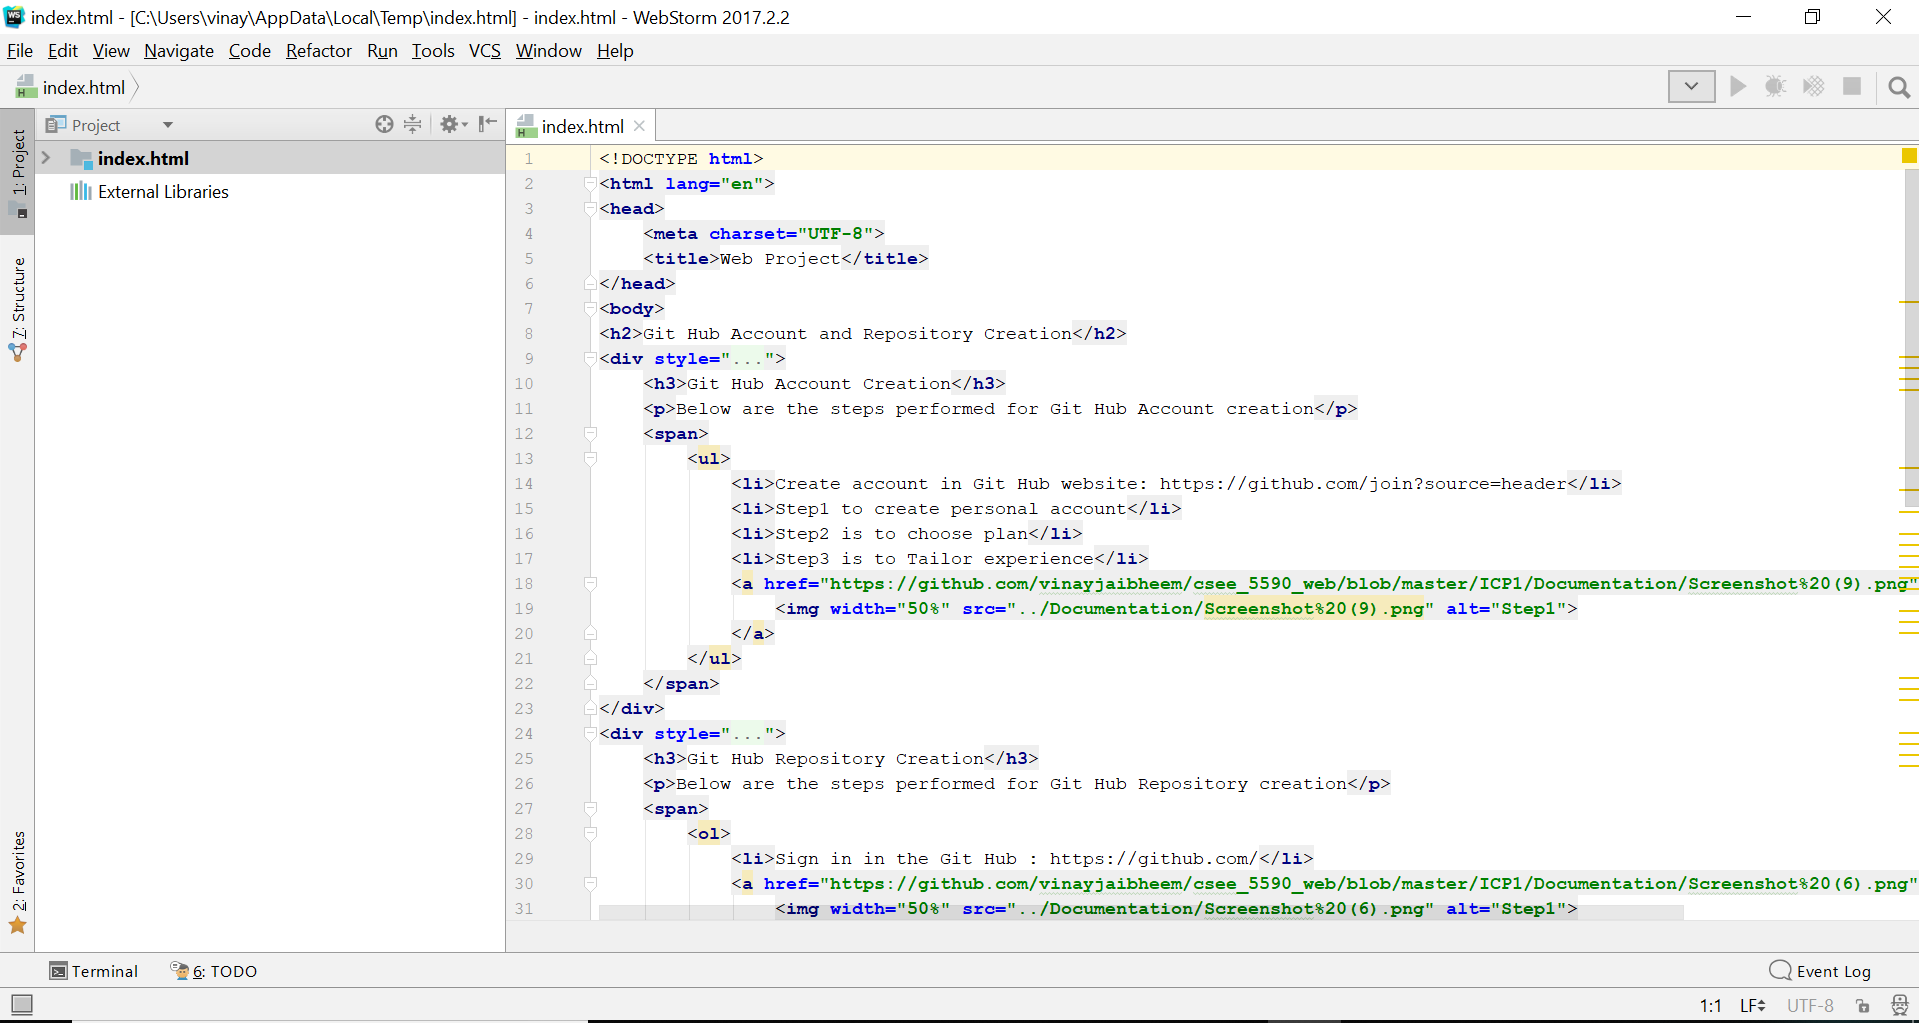 index.html - [C:\Users\vinay\AppData\Local\Temp\index.html] - index.html - WebStorm 2017.2.2
File Edit View Navigate Code Refactor Run Tools VCS Window Help
index.html
1: Project
7: Structure
2: Favorites
Project
index.html
External Libraries
index.html
1 <!DOCTYPE html>
2 <html lang="en">
3 <head>
4 <meta charset="UTF-8">
5 <title>Web Project</title>
6 </head>
7 <body>
8 <h2>Git Hub Account and Repository Creation</h2>
9 <div style="...">
10 <h3>Git Hub Account Creation</h3>
11 <p>Below are the steps performed for Git Hub Account creation</p>
12 <span>
13 <ul>
14 <li>Create account in Git Hub website: https://github.com/join?source=header</li>
15 <li>Step1 to create personal account</li>
16 <li>Step2 is to choose plan</li>
17 <li>Step3 is to Tailor experience</li>
18 <a href="https://github.com/vinayjaibheem/csee_5590_web/blob/master/ICP1/Documentation/Screenshot%20(9).png"
19 <img width="50%" src="../Documentation/Screenshot%20(9).png" alt="Step1">
20 </a>
21 </ul>
22 </span>
23 </div>
24 <div style="...">
25 <h3>Git Hub Repository Creation</h3>
26 <p>Below are the steps performed for Git Hub Repository creation</p>
27 <span>
28 <ol>
29 <li>Sign in in the Git Hub : https://github.com/</li>
30 <a href="https://github.com/vinayjaibheem/csee_5590_web/blob/master/ICP1/Documentation/Screenshot%20(6).png"
31 <img width="50%" src="../Documentation/Screenshot%20(6).png" alt="Step1">
Terminal 6: TODO Event Log
1:1 LF UTF-8